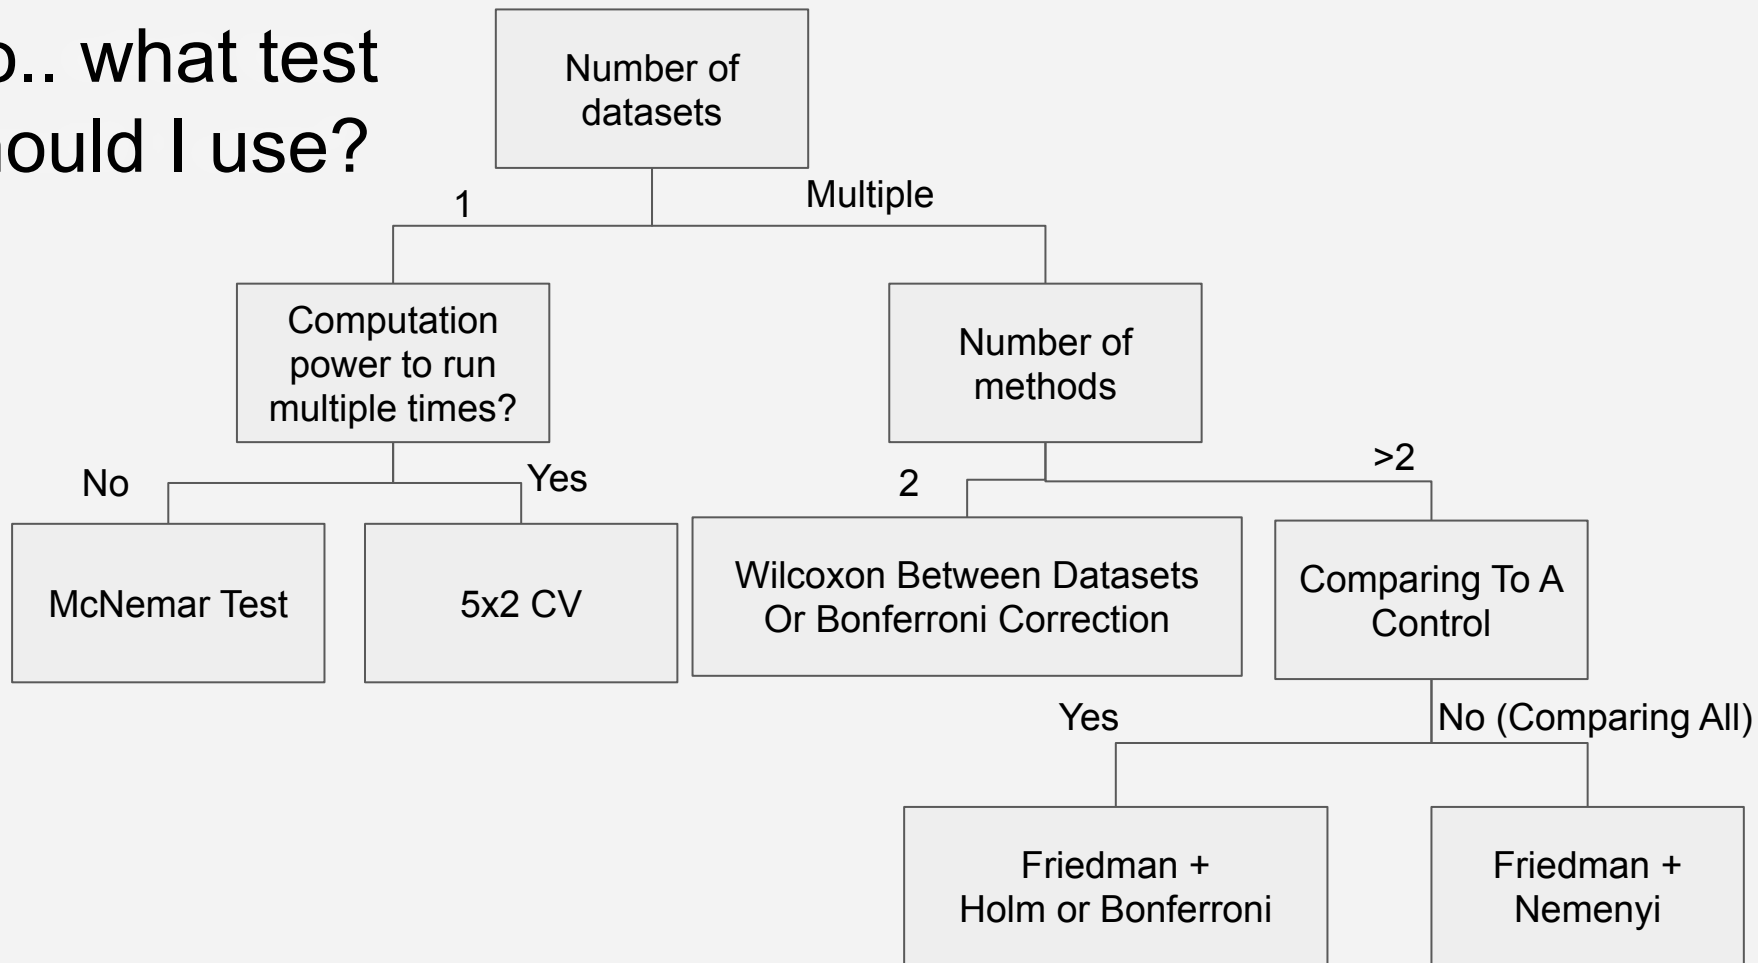 o.. what test
ould I use?
Number of
datasets
1
Multiple
Computation
power to run
multiple times?
Number of
methods
No
Yes
2
>2
McNemar Test
5x2 CV
Wilcoxon Between Datasets
Or Bonferroni Correction
Comparing To A
Control
Yes
No (Comparing All)
Friedman +
Holm or Bonferroni
Friedman +
Nemenyi